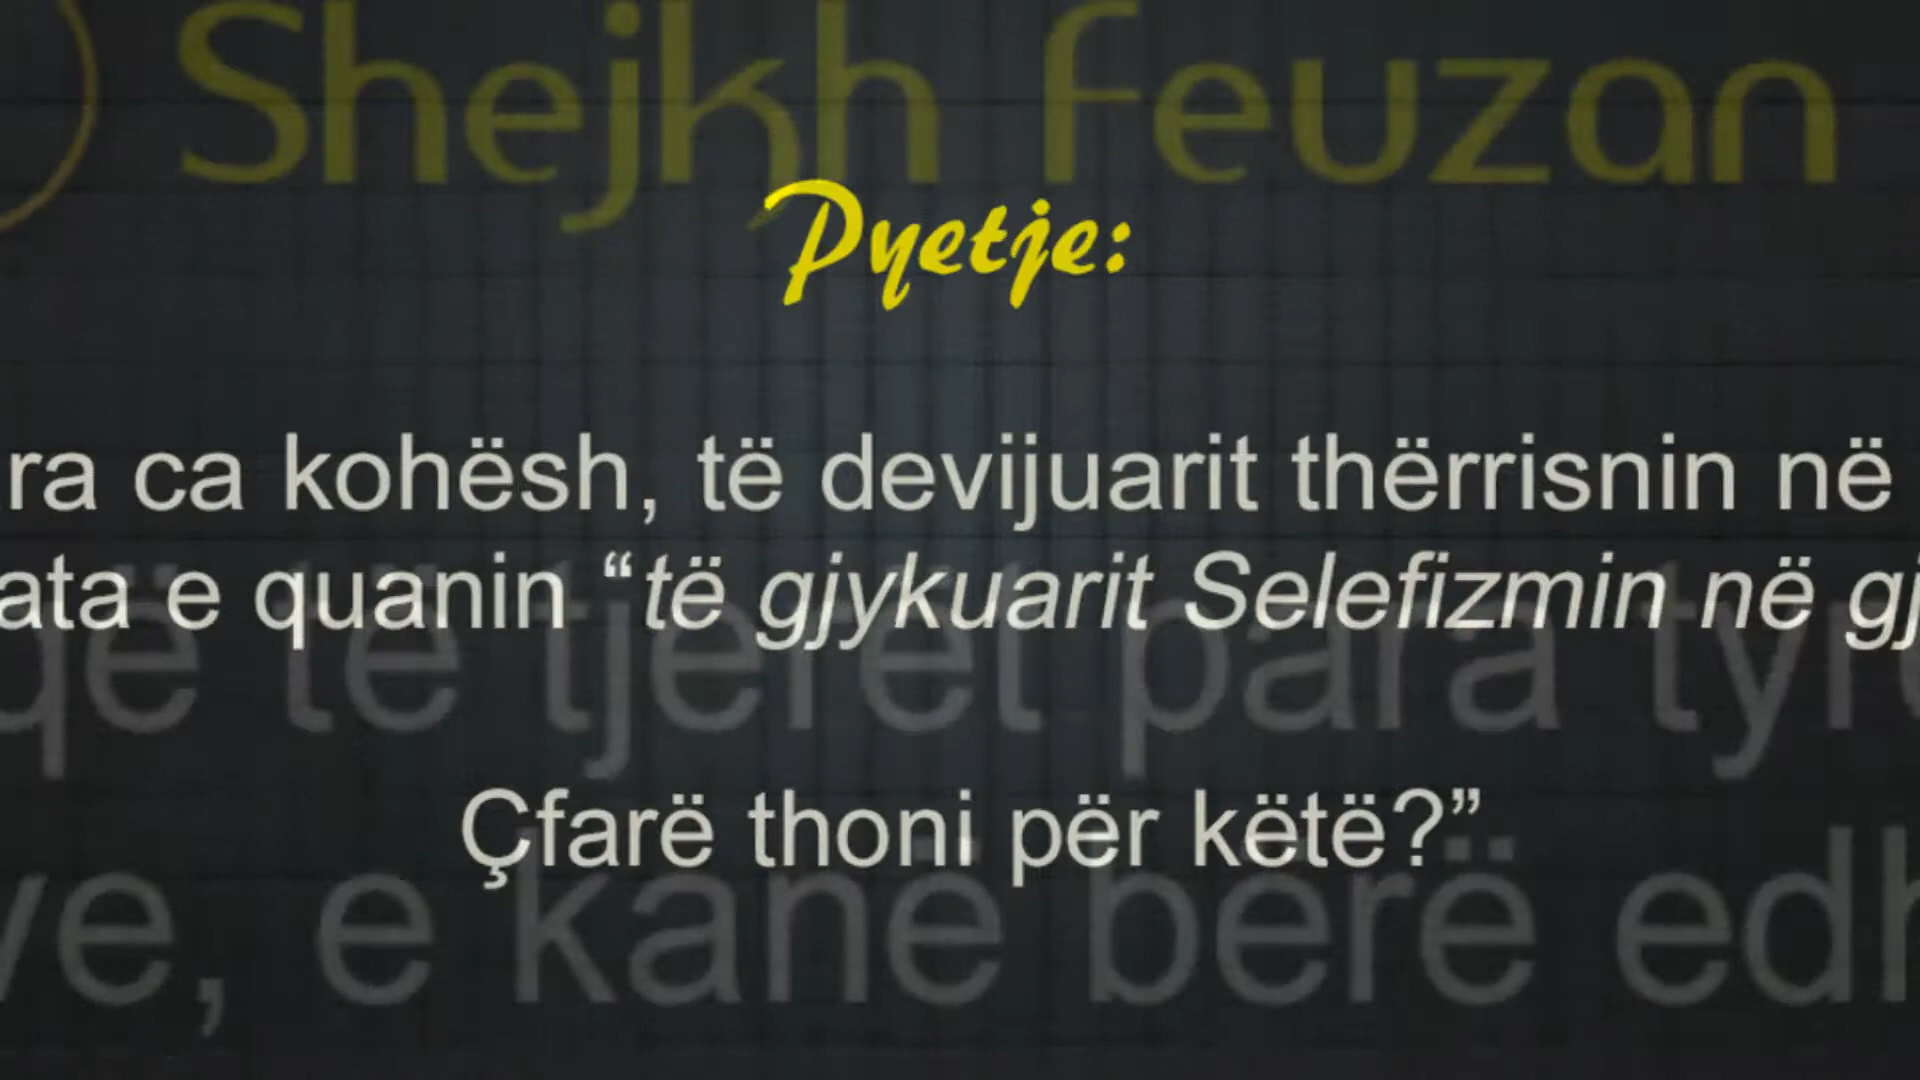 Shejkh Feuzan
Pyetje:
ra ca kohësh, të devijuarit thërrisnin në
ata e quanin “të gjykuarit Selefizmin në gj
që të tjerët para tyre
ve, e kanë bërë edh
Çfarë thoni për këtë?”